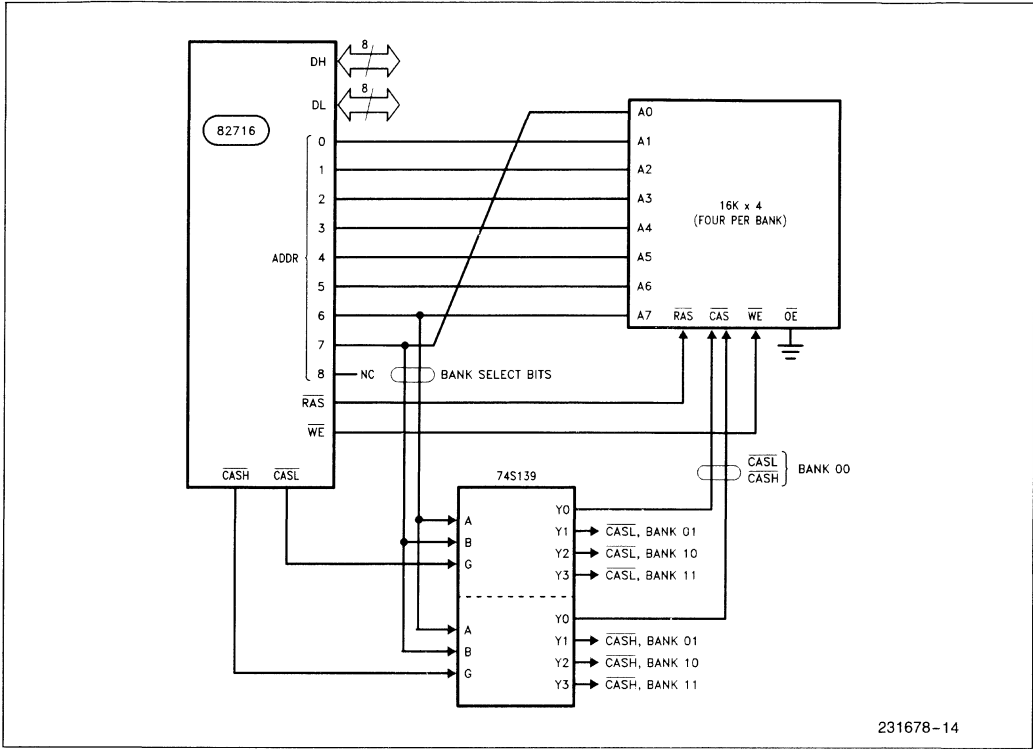 DH
8
DL
8
82716
ADDR
0
1
2
3
4
5
6
7
8
NC
BANK SELECT BITS
RAS
WE
CASH
CASL
A0
A1
A2
A3
A4
A5
A6
A7
16K x 4
(FOUR PER BANK)
RAS
CAS
WE
OE
CASL
CASH
BANK 00
74S139
A
B
G
Y0
Y1
CASL, BANK 01
Y2
CASL, BANK 10
Y3
CASL, BANK 11
A
B
G
Y0
Y1
CASH, BANK 01
Y2
CASH, BANK 10
Y3
CASH, BANK 11
231678-14